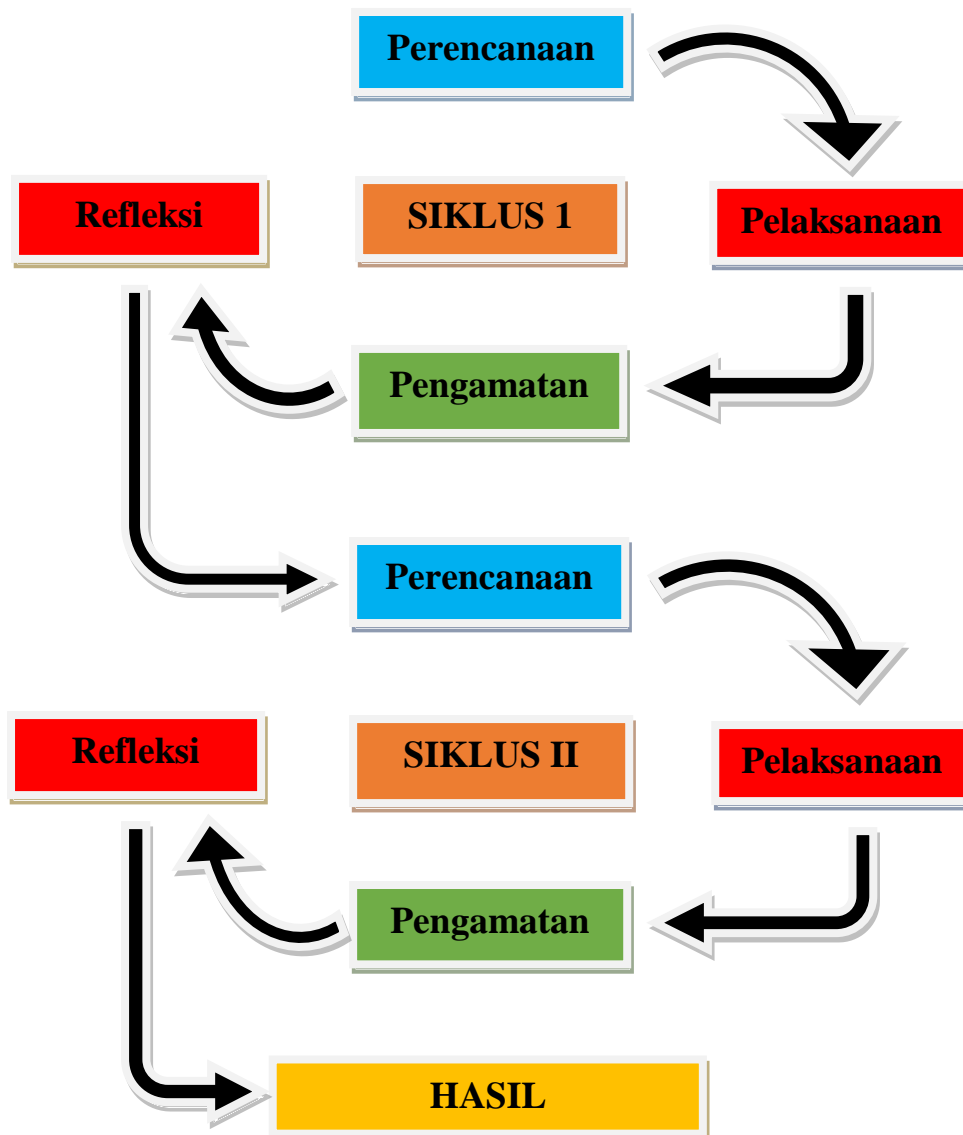 Perencanaan
Refleksi
SIKLUS 1
Pelaksanaan
Pengamatan
Perencanaan
Refleksi
SIKLUS II
Pelaksanaan
Pengamatan
HASIL